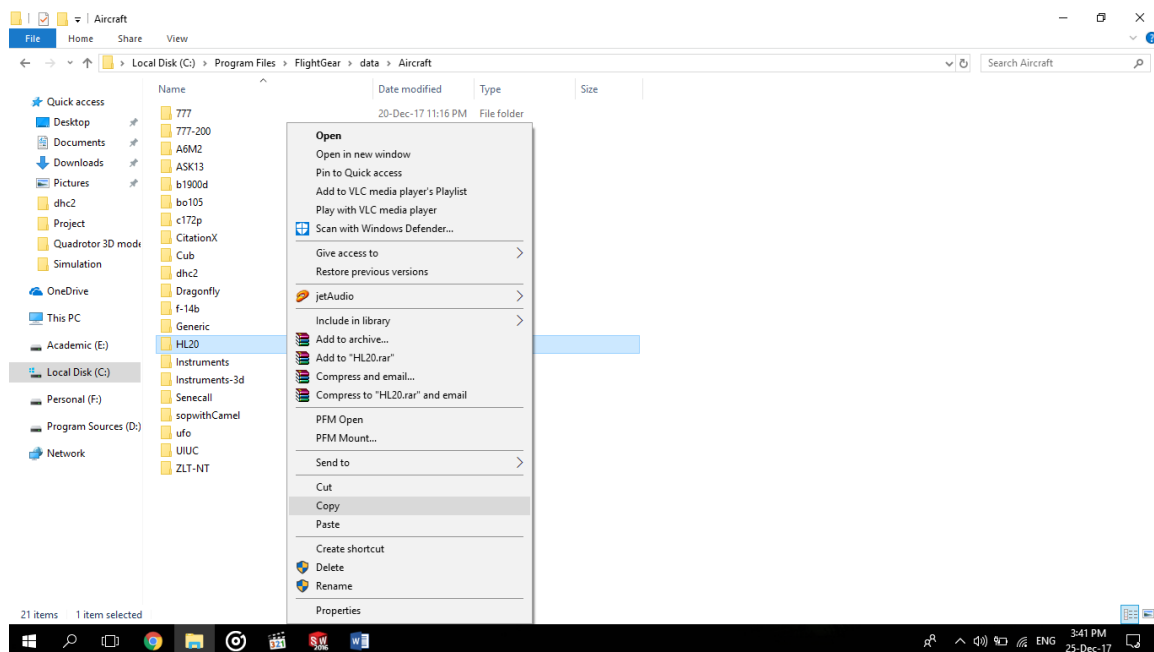 Aircraft
File Home Share View
Local Disk (C:) > Program Files > FlightGear > data > Aircraft
Search Aircraft
Name Date modified Type Size
Quick access
Desktop
Documents
Downloads
Pictures
dhc2
Project
Quadrotor 3D mode
Simulation
OneDrive
This PC
Academic (E:)
Local Disk (C:)
Personal (F:)
Program Sources (D:)
Network
777 20-Dec-17 11:16 PM File folder
777-200
A6M2
ASK13
b1900d
bo105
c172p
CitationX
Cub
dhc2
Dragonfly
f-14b
Generic
HL20
Instruments
Instruments-3d
Senecall
sopwithCamel
ufo
UIUC
ZLT-NT
Open
Open in new window
Pin to Quick access
Add to VLC media player's Playlist
Play with VLC media player
Scan with Windows Defender...
Give access to
Restore previous versions
jetAudio
Include in library
Add to archive...
Add to "HL20.rar"
Compress and email...
Compress to "HL20.rar" and email
PFM Open
PFM Mount...
Send to
Cut
Copy
Paste
Create shortcut
Delete
Rename
Properties
21 items 1 item selected
SW
2016
ENG
3:41 PM
25-Dec-17